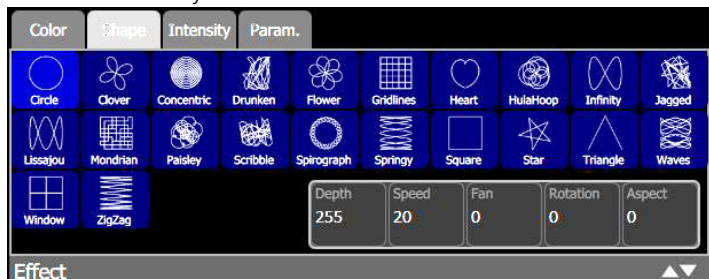 Color Shape Intensity Param.
Circle Clover Concentric Drunken Flower Gridlines Heart HulaHoop Infinity Jagged
Lissajou Mondrian Paisley Scribble Spirograph Springy Square Star Triangle Waves
Window ZigZag
Depth Speed Fan Rotation Aspect
255 20 0 0 0
Effect